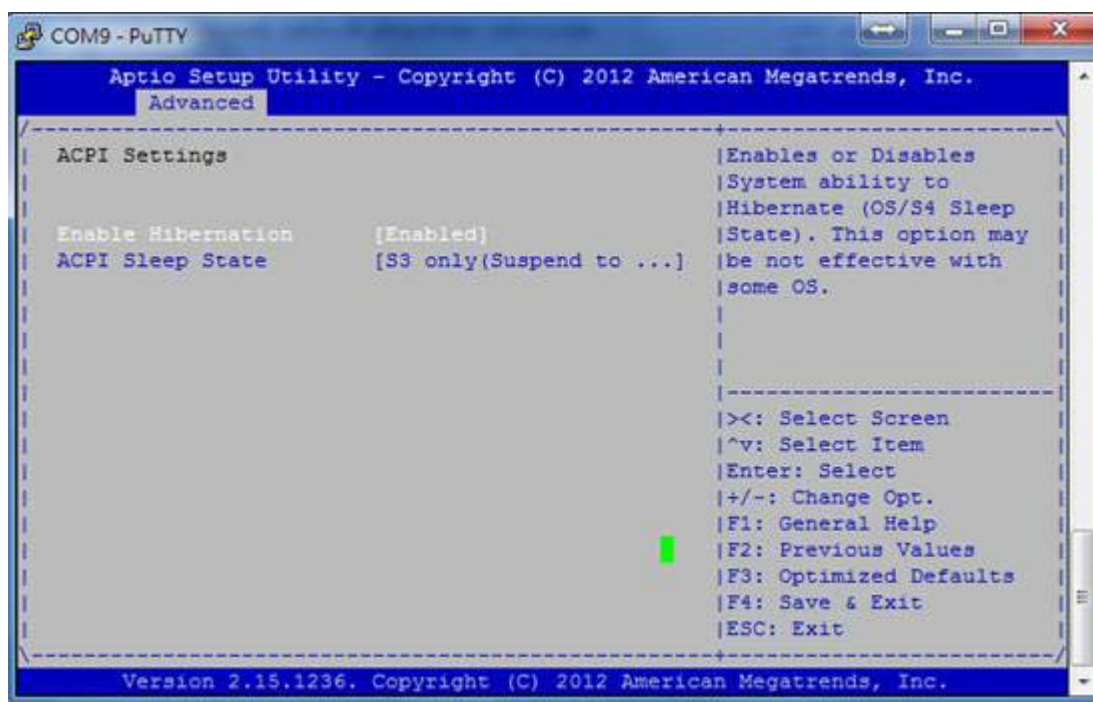 COM9 - PuTTY
Aptio Setup Utility - Copyright (C) 2012 American Megatrends, Inc.
Advanced
ACPI Settings
Enable Hibernation [Enabled]
ACPI Sleep State [S3 only(Suspend to ...]
Enables or Disables
System ability to
Hibernate (OS/S4 Sleep
State). This option may
be not effective with
some OS.
><: Select Screen
^v: Select Item
Enter: Select
+/-: Change Opt.
F1: General Help
F2: Previous Values
F3: Optimized Defaults
F4: Save & Exit
ESC: Exit
Version 2.15.1236. Copyright (C) 2012 American Megatrends, Inc.